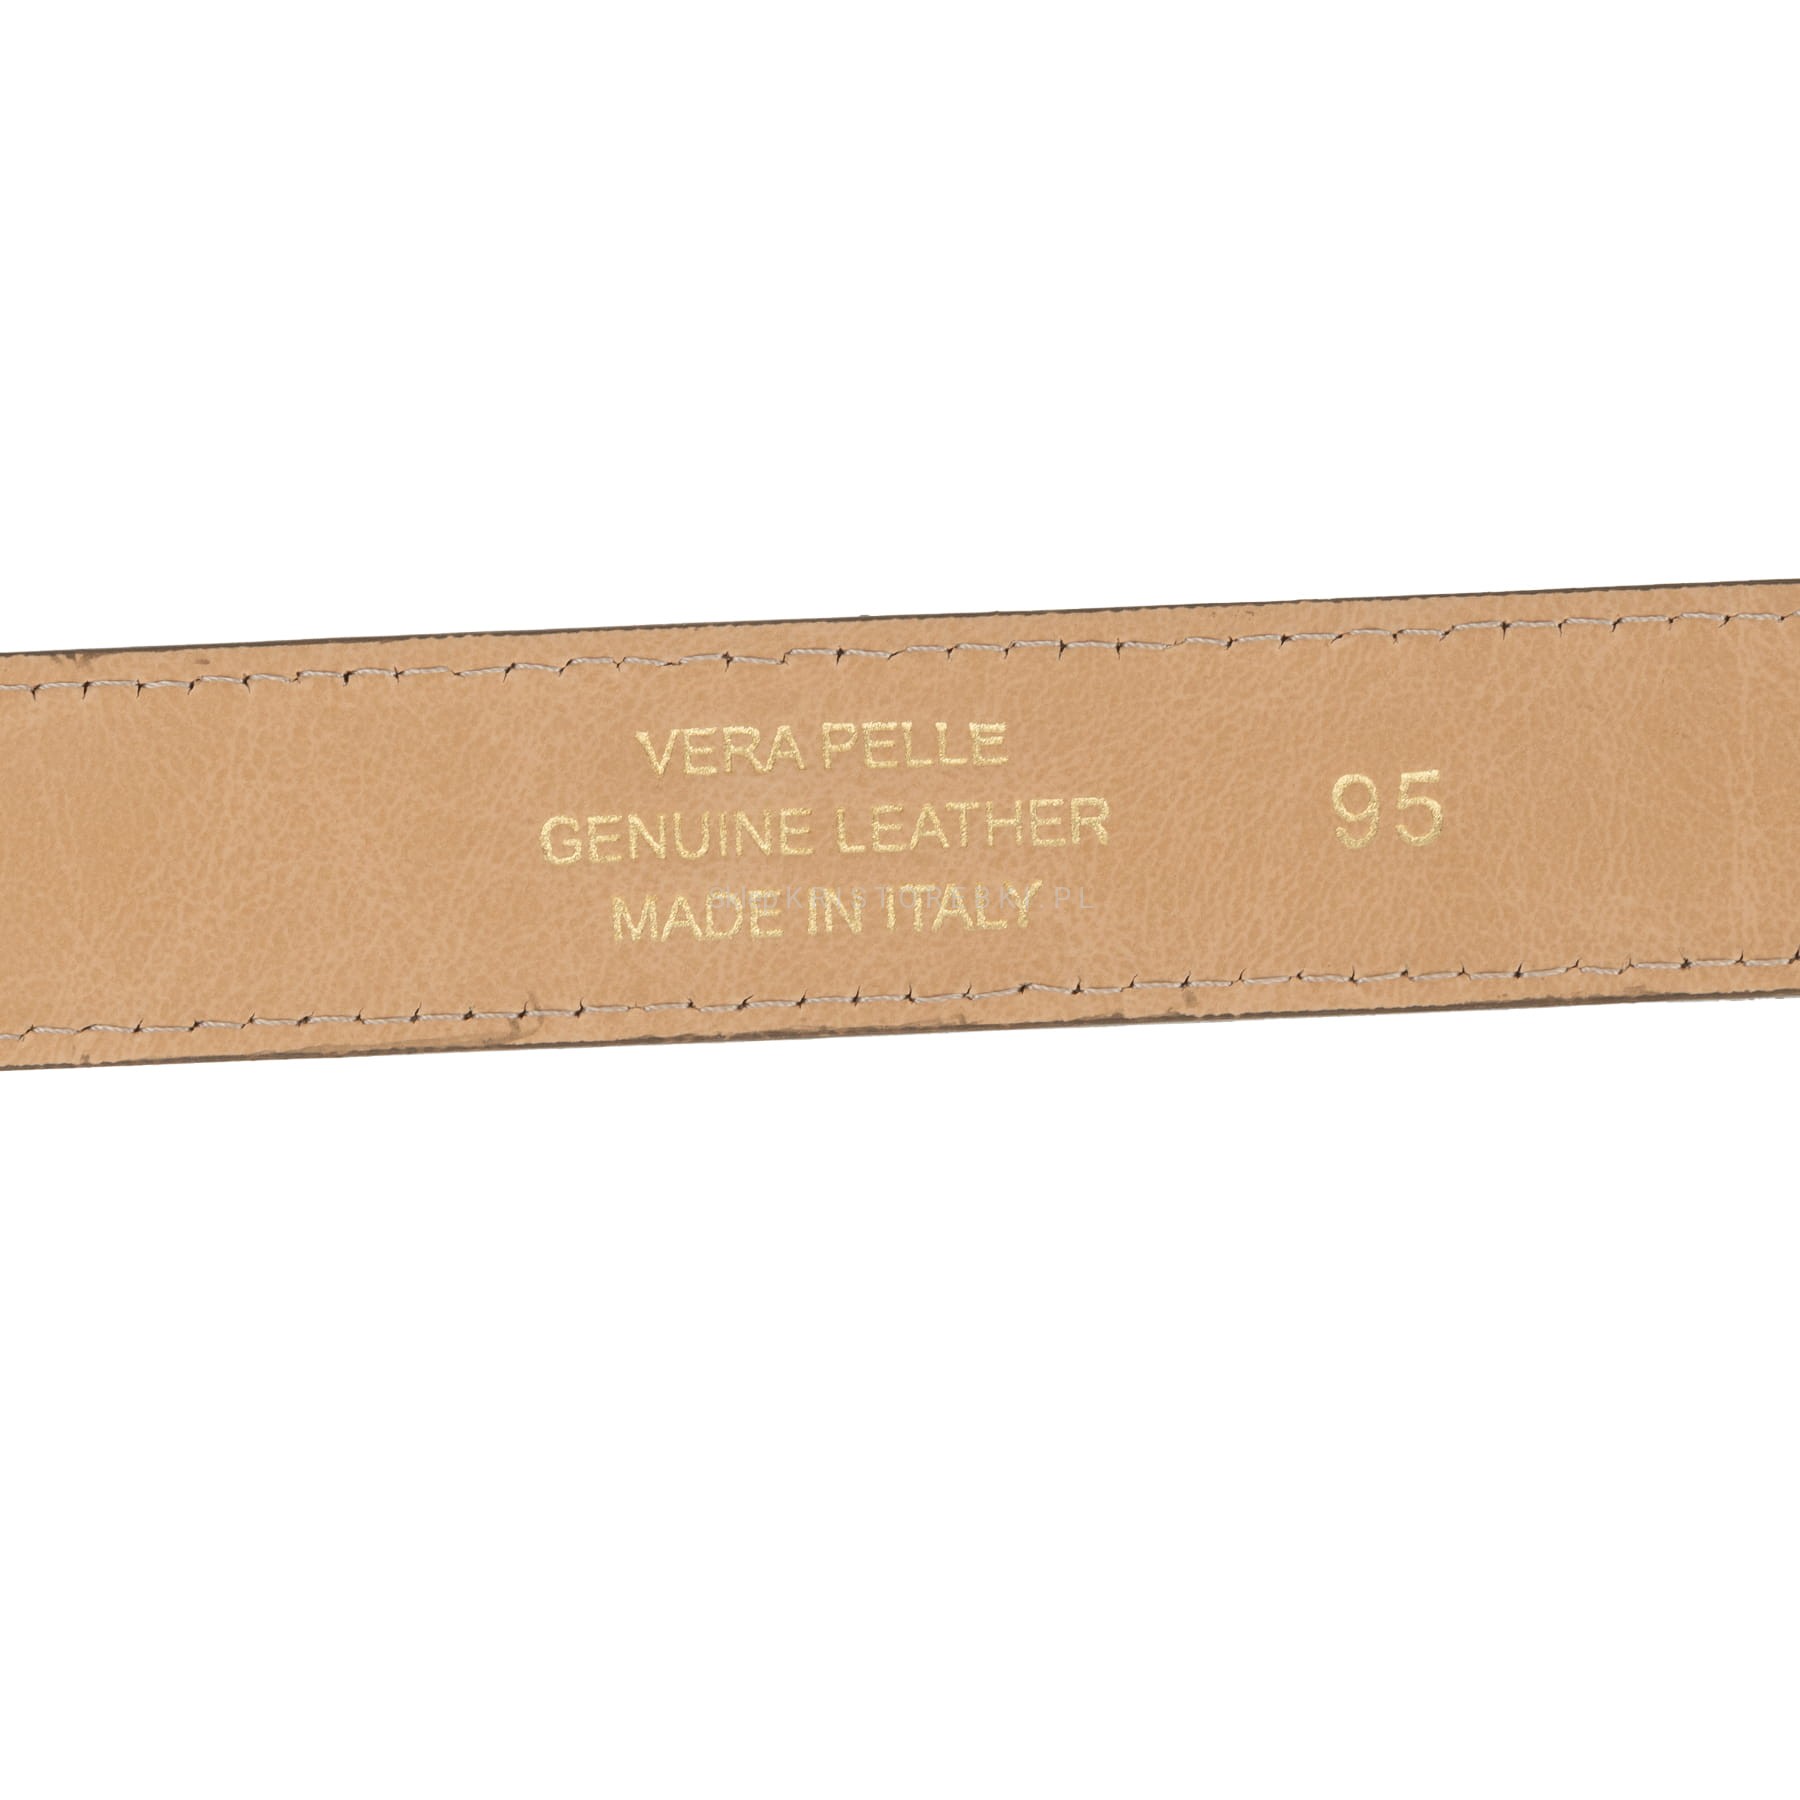 VERA PELLE
GENUINE LEATHER
MADE IN ITALY
95